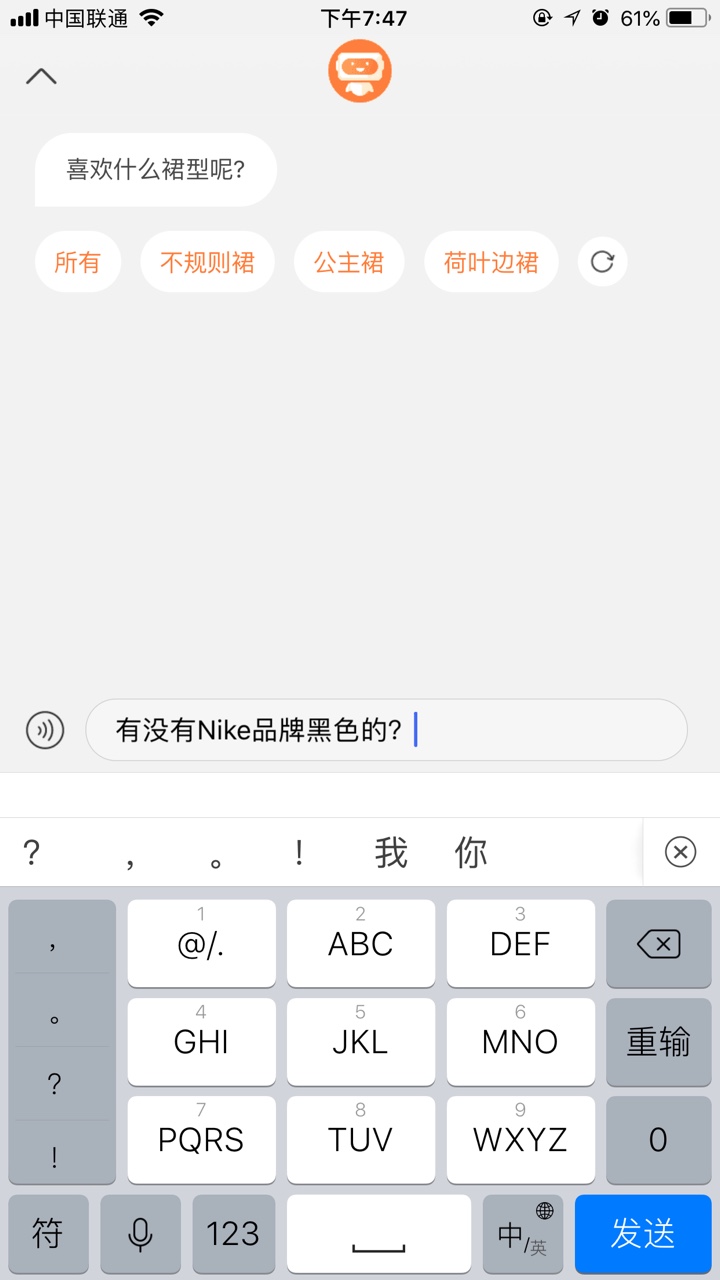 中国联通 下午7:47 61%
喜欢什么裙型呢?
所有 不规则裙 公主裙 荷叶边裙
有没有Nike品牌黑色的?
? , 。 ! 我 你
,
。
?
!
1 2 3
@/. ABC DEF
4 5 6
GHI JKL MNO 重输
7 8 9
PQRS TUV WXYZ 0
符 123 中/英 发送